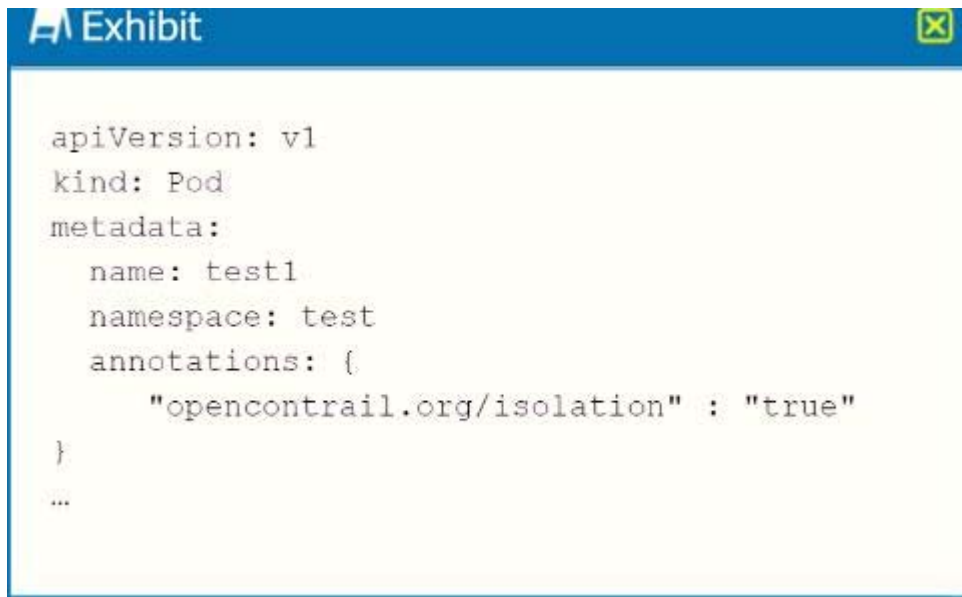 Exhibit
apiVersion: v1
kind: Pod
metadata:
  name: test1
  namespace: test
  annotations: {
     "opencontrail.org/isolation" : "true"
}
…